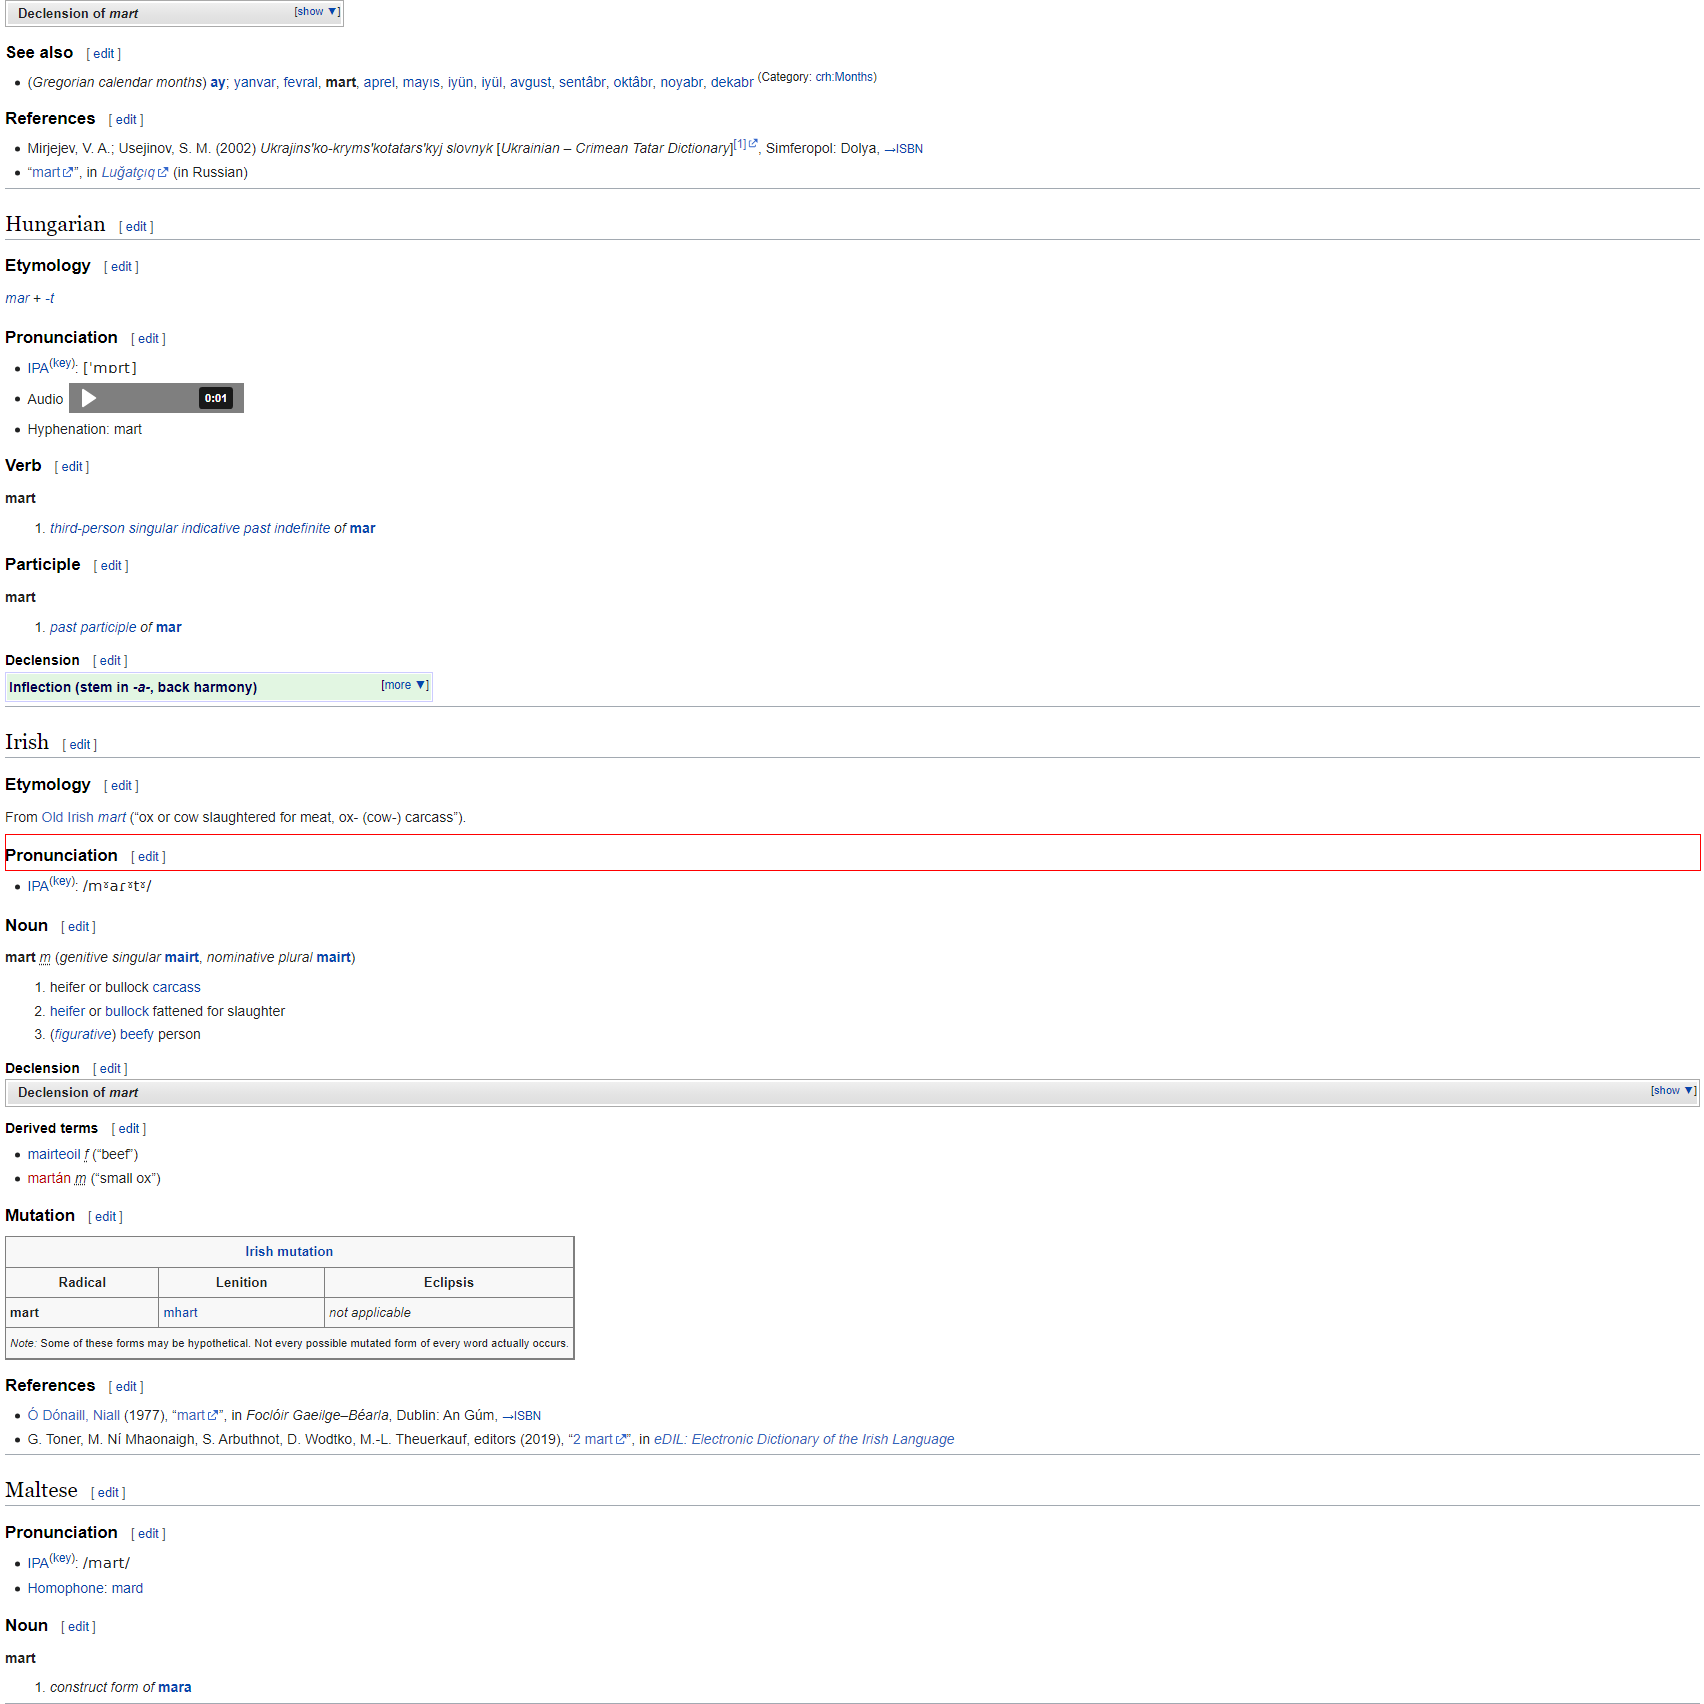 Declension of mart [show ▼]
See also [ edit ]
• (Gregorian calendar months) ay; yanvar, fevral, mart, aprel, mayıs, iyün, iyül, avgust, sentâbr, oktâbr, noyabr, dekabr (Category: crh:Months)
References [ edit ]
• Mirjejev, V. A.; Usejinov, S. M. (2002) Ukrajinsʹko-krymsʹkotatarsʹkyj slovnyk [Ukrainian – Crimean Tatar Dictionary][1], Simferopol: Dolya, →ISBN
• “mart”, in Luğatçıq (in Russian)
Hungarian [ edit ]
Etymology [ edit ]
mar + -t
Pronunciation [ edit ]
• IPA(key): [ˈmɒrt]
• Audio 0:01
• Hyphenation: mart
Verb [ edit ]
mart
1. third-person singular indicative past indefinite of mar
Participle [ edit ]
mart
1. past participle of mar
Declension [ edit ]
Inflection (stem in -a-, back harmony) [more ▼]
Irish [ edit ]
Etymology [ edit ]
From Old Irish mart (“ox or cow slaughtered for meat, ox- (cow-) carcass”).
Pronunciation [ edit ]
• IPA(key): /mˠaɾˠtˠ/
Noun [ edit ]
mart m (genitive singular mairt, nominative plural mairt)
1. heifer or bullock carcass
2. heifer or bullock fattened for slaughter
3. (figurative) beefy person
Declension [ edit ]
Declension of mart [show ▼]
Derived terms [ edit ]
• mairteoil f (“beef”)
• martán m (“small ox”)
Mutation [ edit ]
Irish mutation
Radical Lenition Eclipsis
mart mhart not applicable
Note: Some of these forms may be hypothetical. Not every possible mutated form of every word actually occurs.
References [ edit ]
• Ó Dónaill, Niall (1977), “mart”, in Foclóir Gaeilge–Béarla, Dublin: An Gúm, →ISBN
• G. Toner, M. Ní Mhaonaigh, S. Arbuthnot, D. Wodtko, M.-L. Theuerkauf, editors (2019), “2 mart”, in eDIL: Electronic Dictionary of the Irish Language
Maltese [ edit ]
Pronunciation [ edit ]
• IPA(key): /mart/
• Homophone: mard
Noun [ edit ]
mart
1. construct form of mara